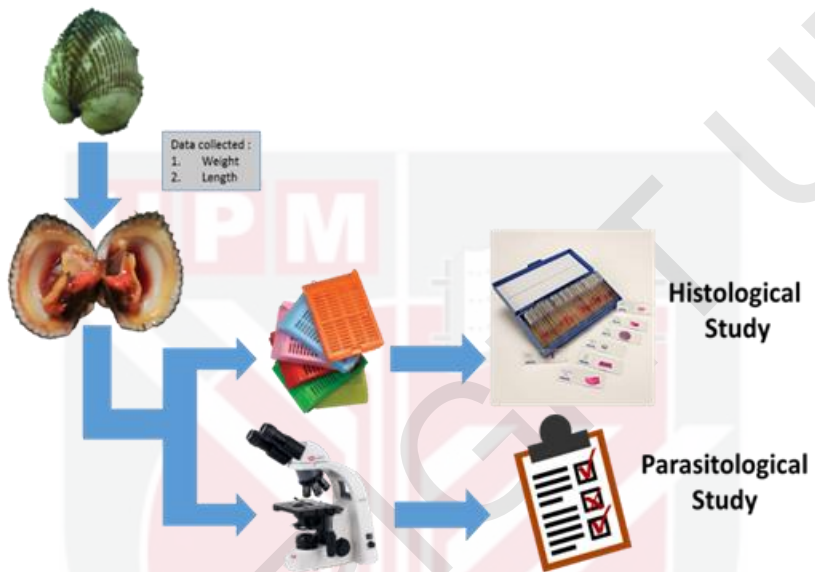 Data collected :
1. Weight
2. Length
UPM
Histological
Study
Parasitological
Study